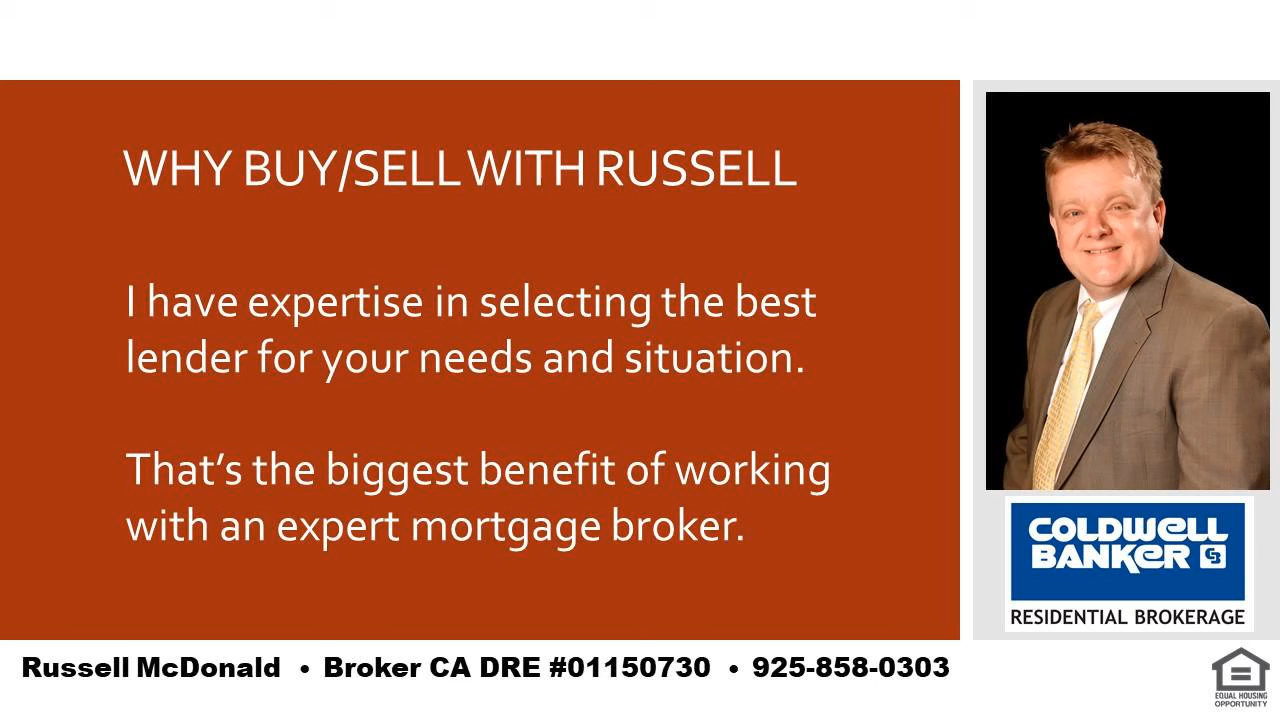 WHY BUY/SELL WITH RUSSELL
I have expertise in selecting the best
lender for your needs and situation.
That’s the biggest benefit of working
with an expert mortgage broker.
COLDWELL
BANKER CB
RESIDENTIAL BROKERAGE
Russell McDonald • Broker CA DRE #01150730 • 925-858-0303
EQUAL HOUSING
OPPORTUNITY